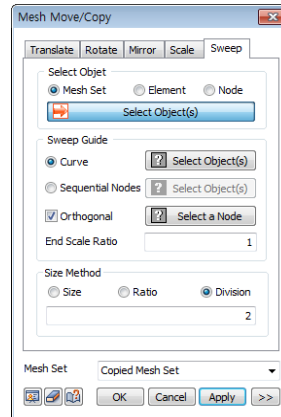 Mesh Move/Copy
Translate Rotate Mirror Scale Sweep
Select Objet
Mesh Set Element Node
Select Object(s)
Sweep Guide
Curve ? Select Object(s)
Sequential Nodes ? Select Object(s)
Orthogonal ? Select a Node
End Scale Ratio 1
Size Method
Size Ratio Division
2
Mesh Set Copied Mesh Set
OK Cancel Apply >>